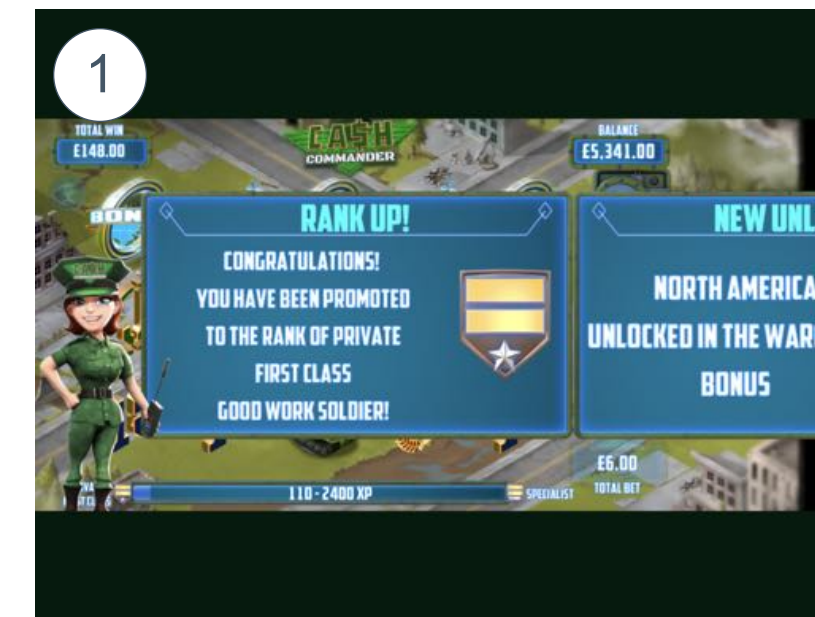 1
TOTAL WIN
£148.00
CA$H
COMMANDER
BALANCE
£5,341.00
BON
RANK UP!
CONGRATULATIONS!
YOU HAVE BEEN PROMOTED
TO THE RANK OF PRIVATE
FIRST CLASS
GOOD WORK SOLDIER!
NEW UNL
NORTH AMERICA
UNLOCKED IN THE WAR
BONUS
£6.00
TOTAL BET
110 - 2400 XP
SPECIALIST